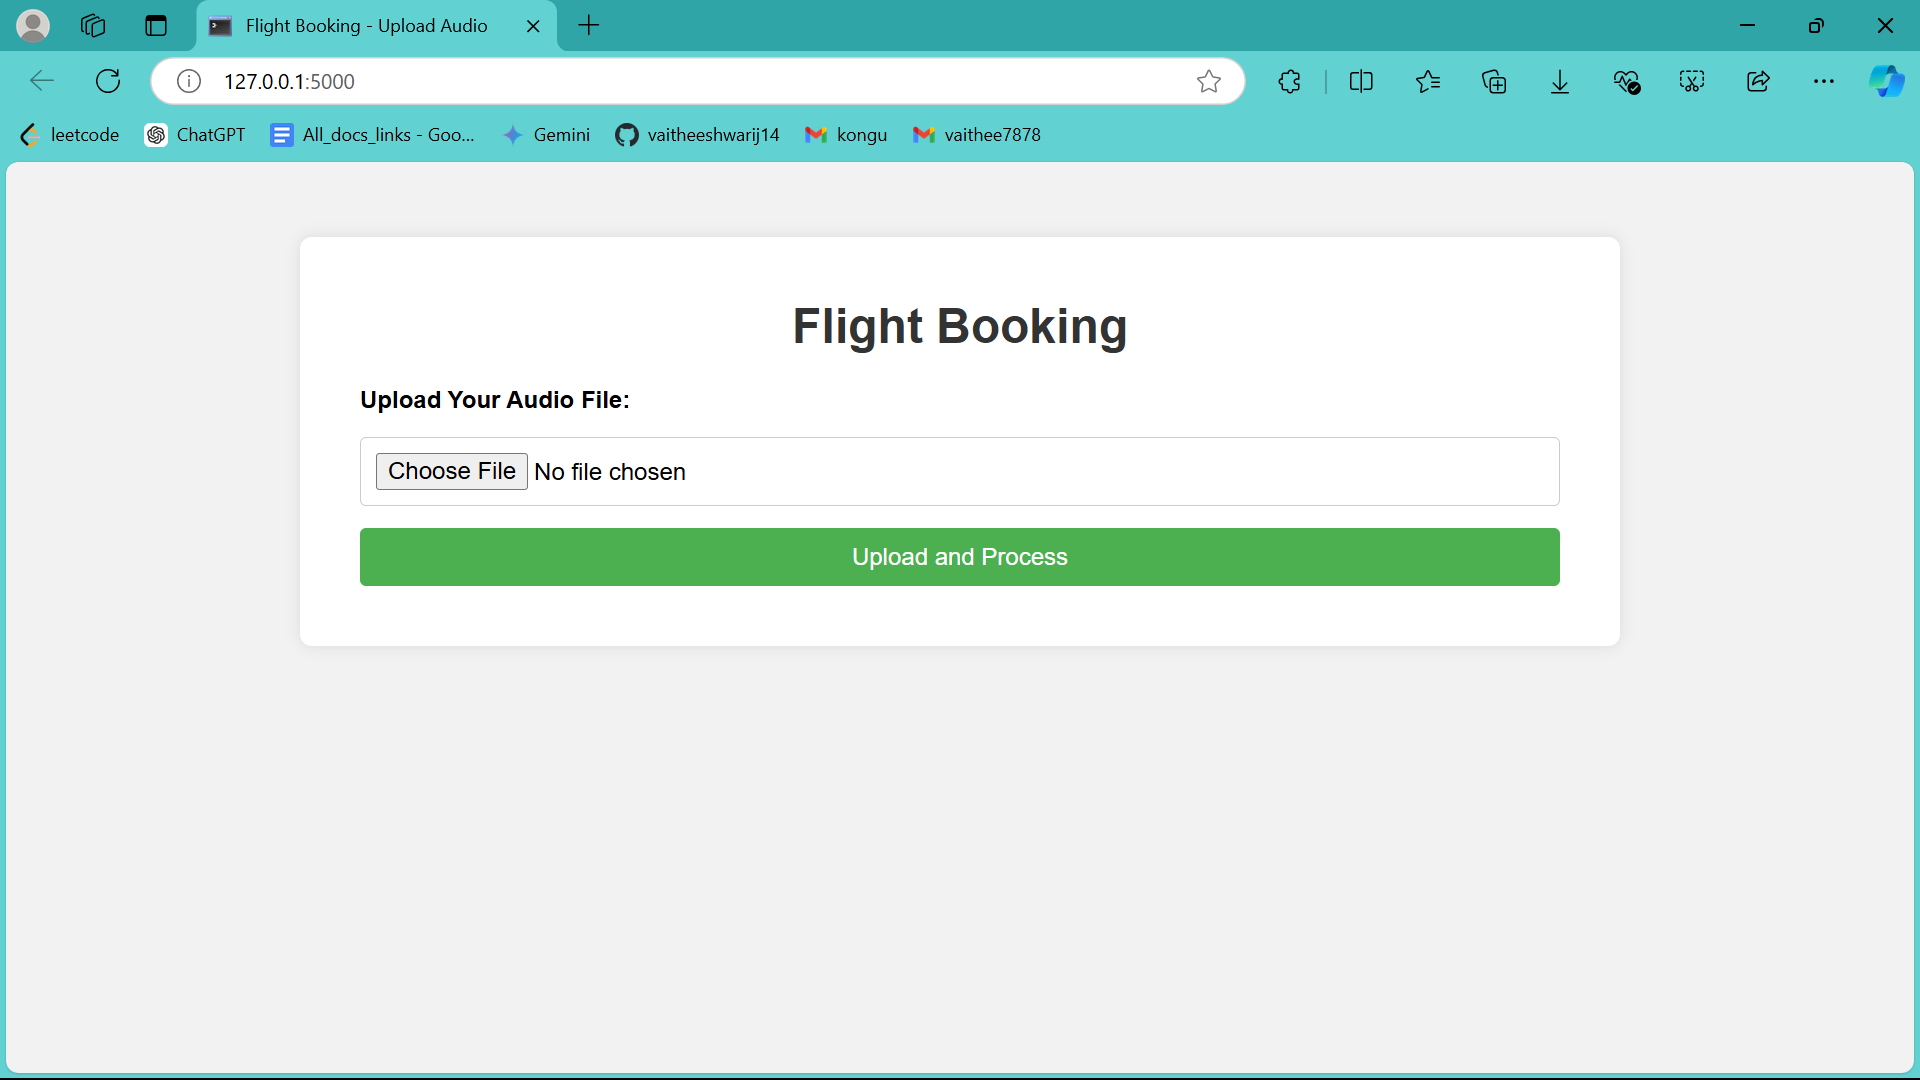 Flight Booking - Upload Audio
127.0.0.1:5000
leetcode ChatGPT All_docs_links - Goo... Gemini vaitheeshwarij14 kongu vaithee7878
Flight Booking
Upload Your Audio File:
Choose File No file chosen
Upload and Process